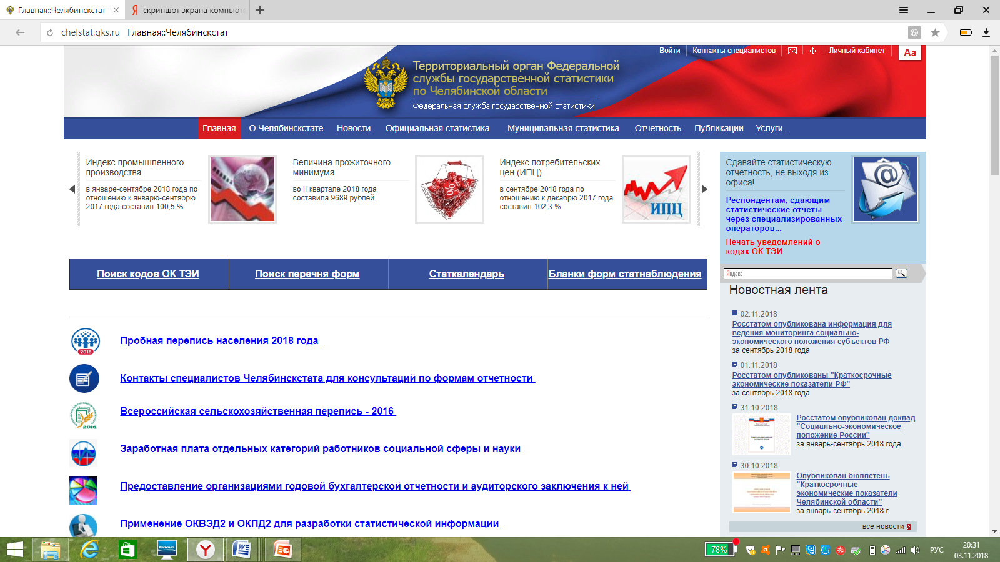 Главная::Челябинскстат
скриншот экрана компьюте
chelstat.gks.ru Главная::Челябинскстат
Войти
Контакты специалистов
Личный кабинет
Aa
Территориальный орган Федеральной
службы государственной статистики
по Челябинской области
Федеральная служба государственной статистики
Главная
О Челябинскстате
Новости
Официальная статистика
Муниципальная статистика
Отчетность
Публикации
Услуги
Индекс промышленного
производства
в январе-сентябре 2018 года по
отношению к январю-сентябрю
2017 года составил 100,5 %.
Величина прожиточного
минимума
во II квартале 2018 года
составила 9689 рублей.
%
Индекс потребительских
цен (ИПЦ)
в сентябре 2018 года по
отношению к декабрю 2017 года
составил 102,3 %
ИПЦ
Сдавайте статистическую
отчетность, не выходя из
офиса!
Респондентам, сдающим
статистические отчеты
через специализированных
операторов...
Печать уведомлений о
кодах ОК ТЭИ
@
Поиск кодов ОК ТЭИ
Поиск перечня форм
Статкалендарь
Бланки форм статнаблюдения
Яндекс
Новостная лента
02.11.2018
Росстатом опубликована информация для
ведения мониторинга социально-
экономического положения субъектов РФ
за сентябрь 2018 года
01.11.2018
Росстатом опубликованы "Краткосрочные
экономические показатели РФ"
за сентябрь 2018 года
31.10.2018
Росстатом опубликован доклад
"Социально-экономическое
положение России"
за январь-сентябрь 2018 года
30.10.2018
Опубликован бюллетень
"Краткосрочные
экономические показатели
Челябинской области"
за январь-сентябрь 2018 г.
все новости
2018
Пробная перепись населения 2018 года
Контакты специалистов Челябинскстата для консультаций по формам отчетности
2016
Всероссийская сельскохозяйственная перепись - 2016
Заработная плата отдельных категорий работников социальной сферы и науки
Предоставление организациями годовой бухгалтерской отчетности и аудиторского заключения к ней
Применение ОКВЭД2 и ОКПД2 для разработки статистической информации
lenovo
78%
РУС
20:31
03.11.2018